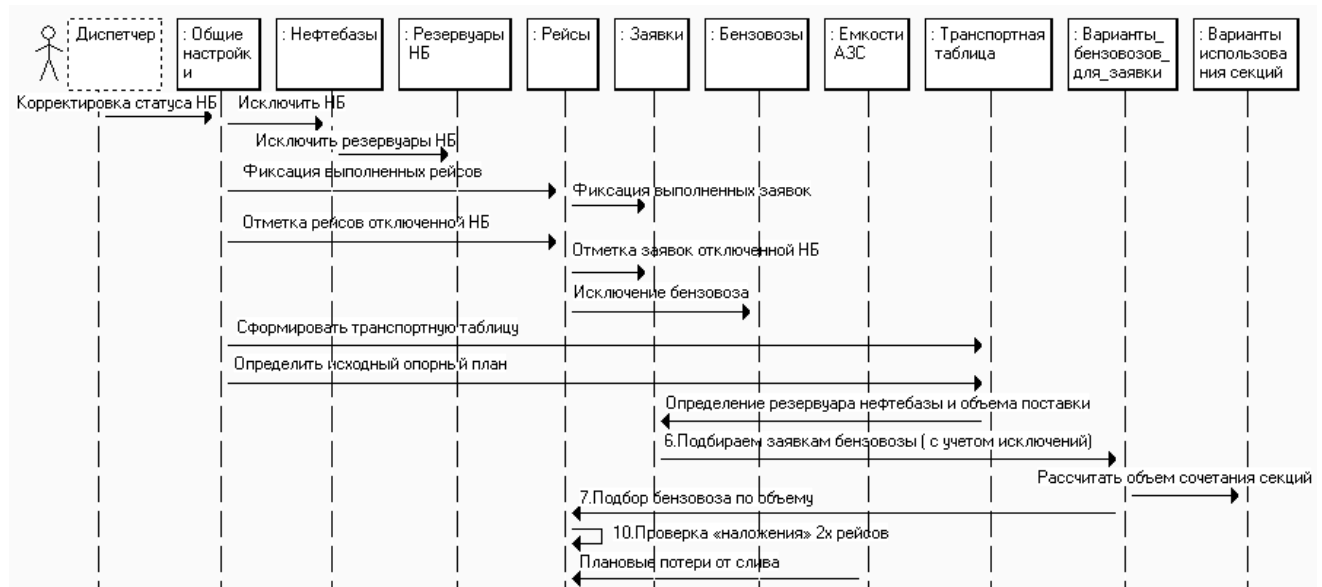 Диспетчер
: Общие
настройк
и
: Нефтебазы
: Резервуары
НБ
: Рейсы
: Заявки
: Бензовозы
: Емкости
АЗС
: Транспортная
таблица
: Варианты_
бензовозов_
для_заявки
: Варианты
использова
ния секций
Корректировка статуса НБ
Исключить НБ
Исключить резервуары НБ
Фиксация выполненных рейсов
Фиксация выполненных заявок
Отметка рейсов отключенной НБ
Отметка заявок отключенной НБ
Исключение бензовоза
Сформировать транспортную таблицу
Определить исходный опорный план
Определение резервуара нефтебазы и объема поставки
6.Подбираем заявкам бензовозы ( с учетом исключений)
Рассчитать объем сочетания секций
7.Подбор бензовоза по объему
10.Проверка «наложения» 2х рейсов
Плановые потери от слива